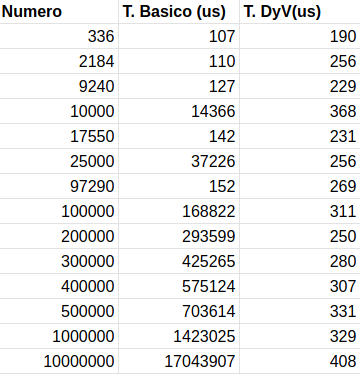 Numero T. Basico (us) T. DyV(us)
336 107 190
2184 110 256
9240 127 229
10000 14366 368
17550 142 231
25000 37226 256
97290 152 269
100000 168822 311
200000 293599 250
300000 425265 280
400000 575124 307
500000 703614 331
1000000 1423025 329
10000000 17043907 408